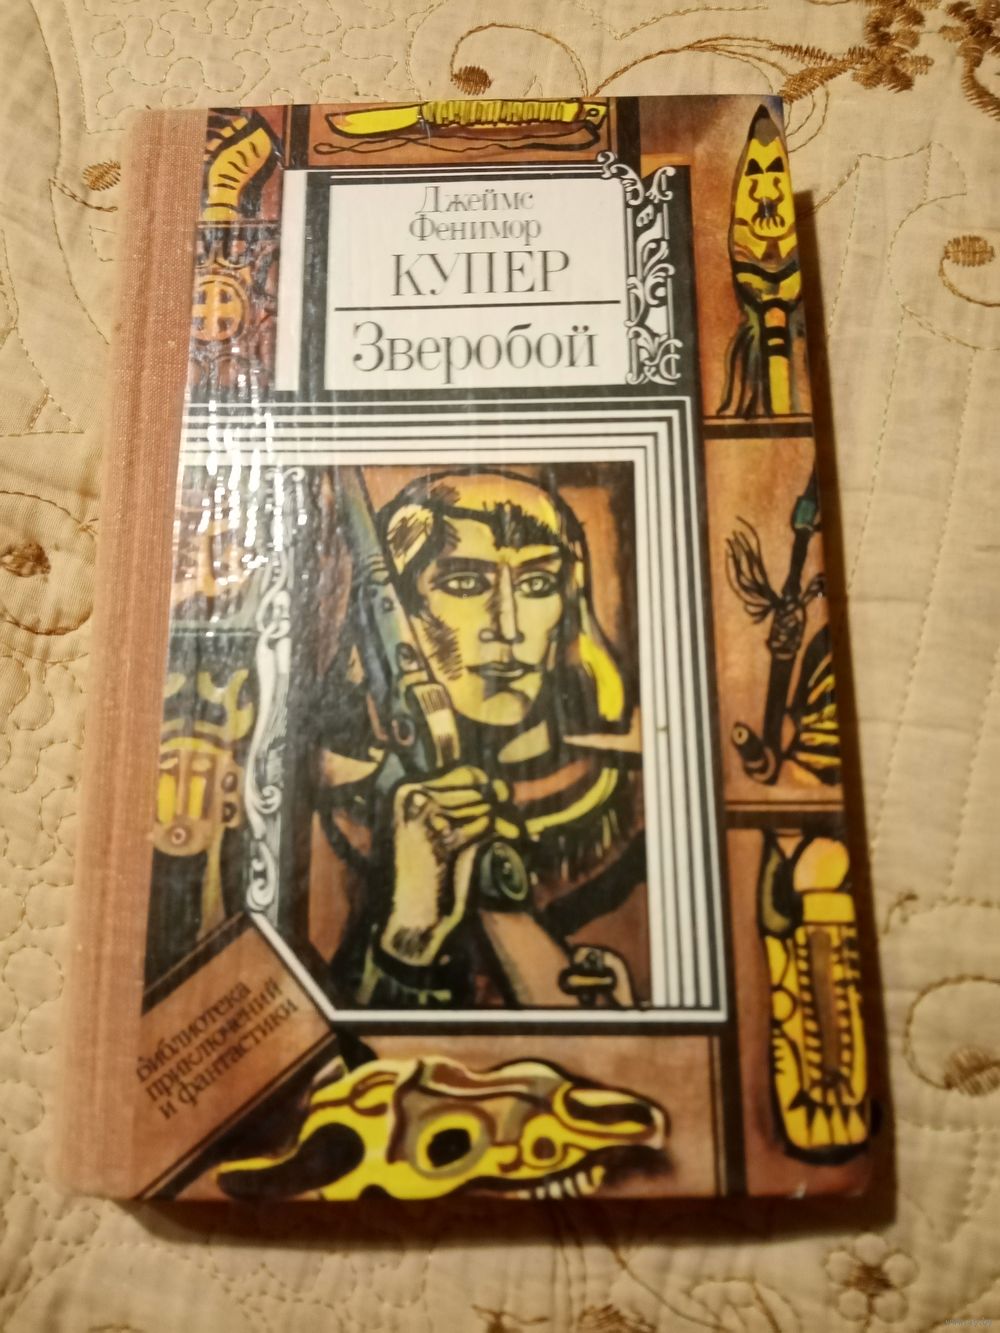 Джеймс
Фенимор
КУПЕР
Зверобой
Библиотека
приключений
и фантастики